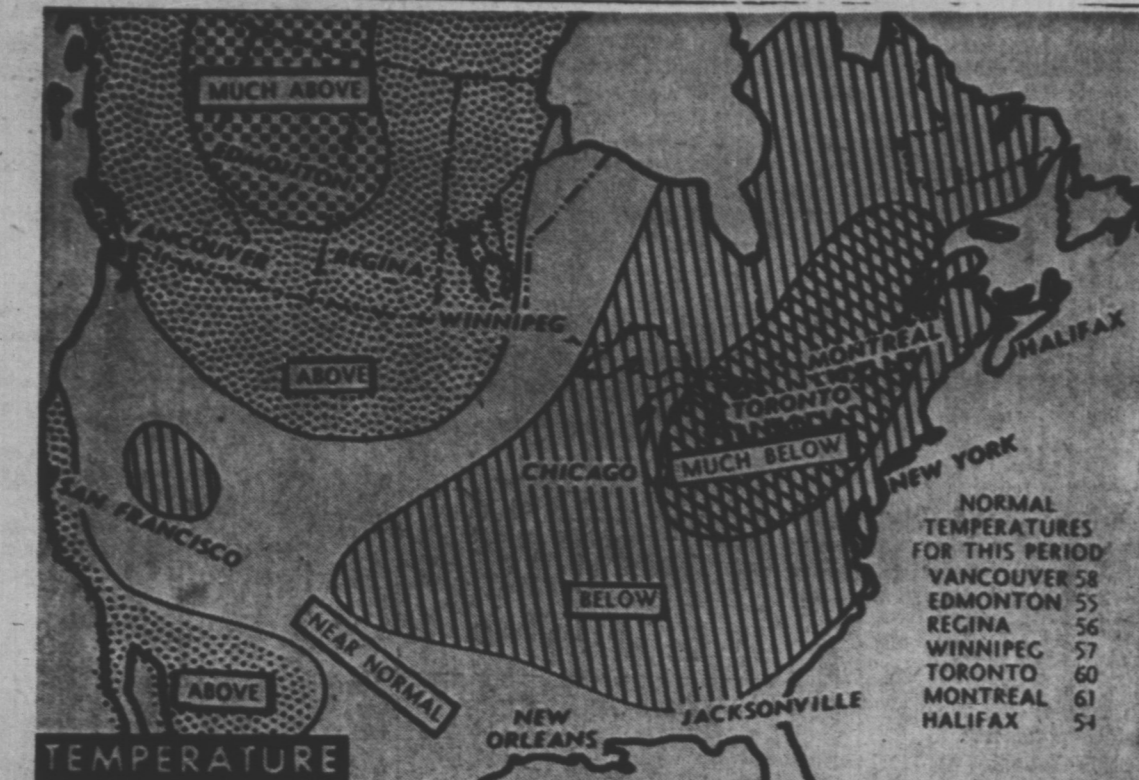 MUCH ABOVE
EDMONTON
VANCOUVER
REGINA
WINNIPEG
ABOVE
MONTREAL
HALIFAX
TORONTO
CHICAGO
MUCH BELOW
NEW YORK
SAN FRANCISCO
BELOW
NEAR NORMAL
ABOVE
JACKSONVILLE
NEW
ORLEANS
TEMPERATURE
NORMAL
TEMPERATURES
FOR THIS PERIOD
VANCOUVER 58
EDMONTON 55
REGINA 56
WINNIPEG 57
TORONTO 60
MONTREAL 61
HALIFAX 54